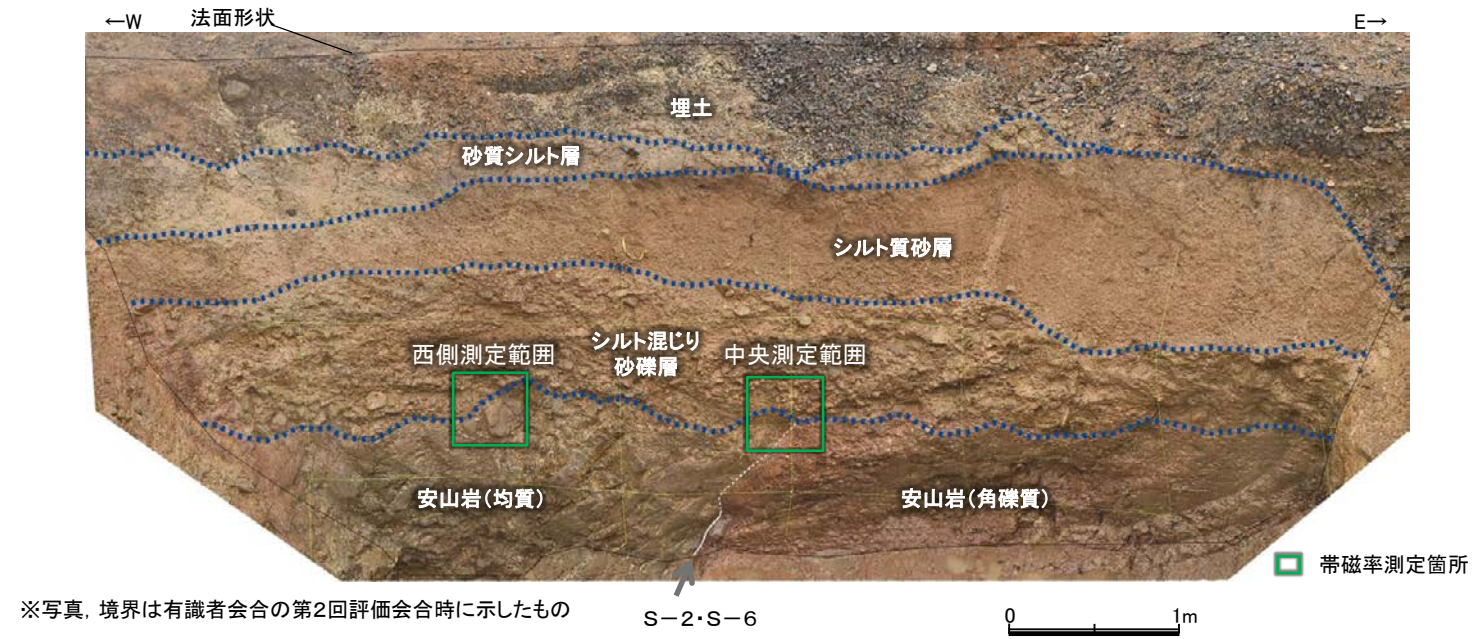 ←W
法面形状
E→
埋土
砂質シルト層
シルト質砂層
シルト混じり
砂礫層
西側測定範囲
中央測定範囲
安山岩(均質)
安山岩(角礫質)
帯磁率測定箇所
※写真, 境界は有識者会合の第2回評価会合時に示したもの
S-2・S-6
0
1m